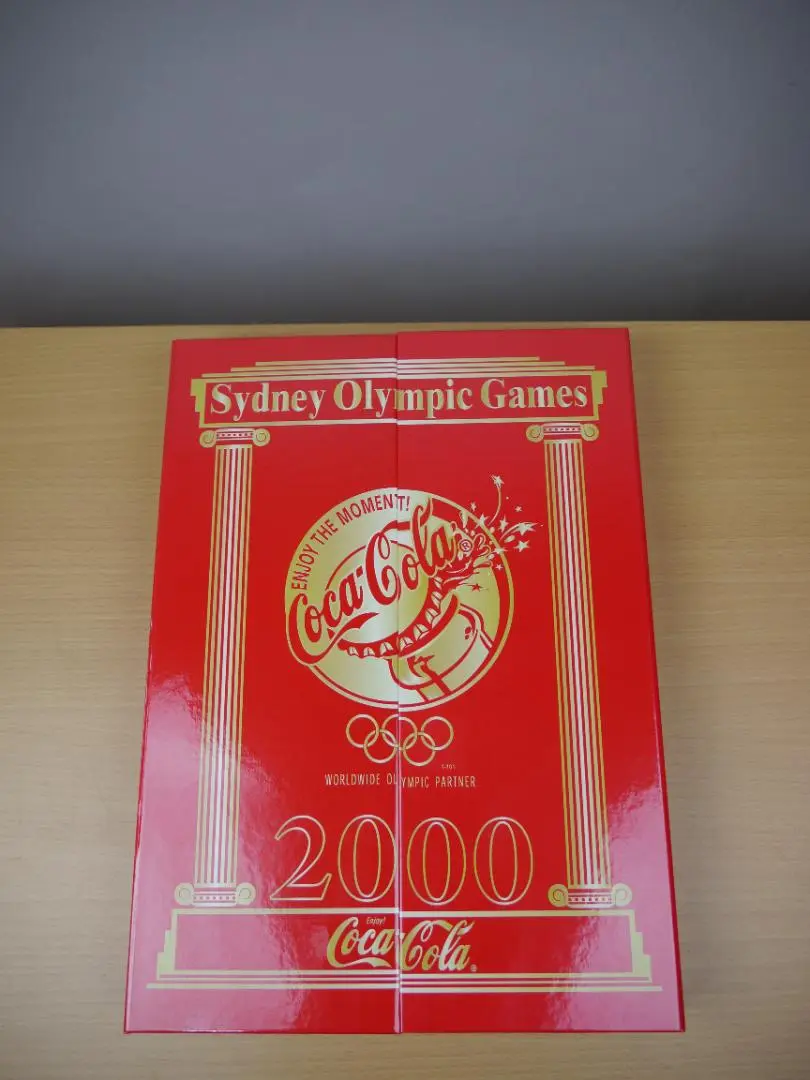 Sydney Olympic Games
ENJOY THE MOMENT!
Coca-Cola®
WORLDWIDE OLYMPIC PARTNER
2000
Enjoy!
Coca-Cola®